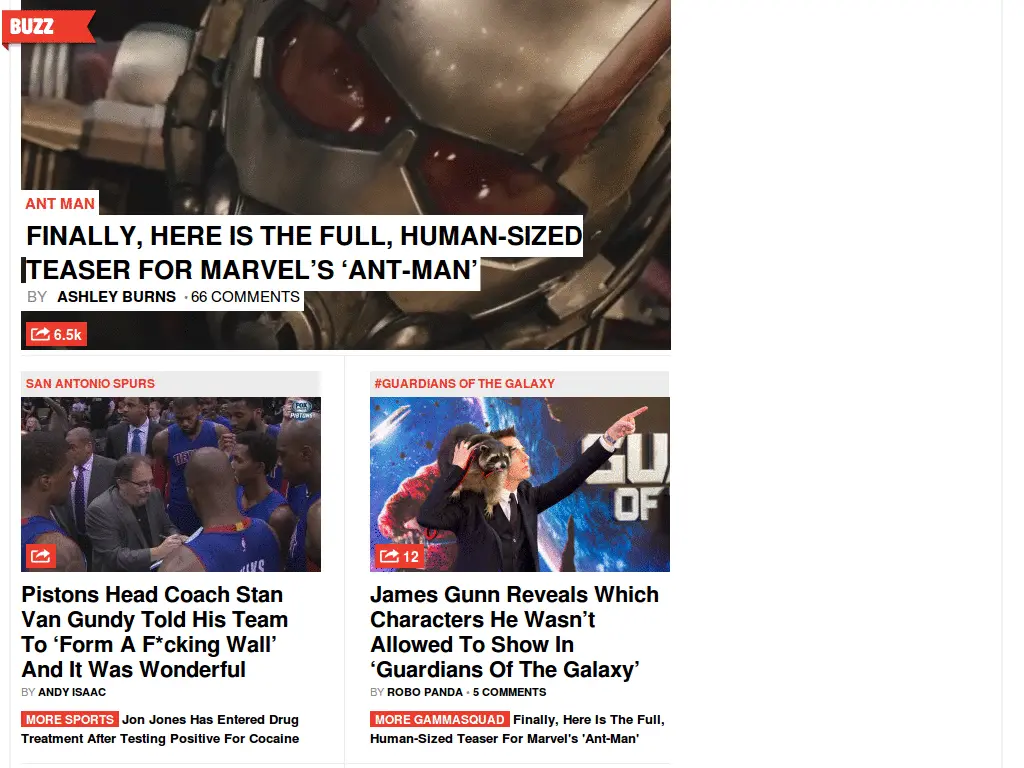 BUZZ
ANT MAN
FINALLY, HERE IS THE FULL, HUMAN-SIZED
TEASER FOR MARVEL’S ‘ANT-MAN’
BY ASHLEY BURNS • 66 COMMENTS
6.5k
SAN ANTONIO SPURS
FOX
PISTONS
Pistons Head Coach Stan
Van Gundy Told His Team
To ‘Form A F*cking Wall’
And It Was Wonderful
BY ANDY ISAAC
MORE SPORTS Jon Jones Has Entered Drug
Treatment After Testing Positive For Cocaine
#GUARDIANS OF THE GALAXY
GU
OF
12
James Gunn Reveals Which
Characters He Wasn’t
Allowed To Show In
‘Guardians Of The Galaxy’
BY ROBO PANDA • 5 COMMENTS
MORE GAMMASQUAD Finally, Here Is The Full,
Human-Sized Teaser For Marvel's 'Ant-Man'